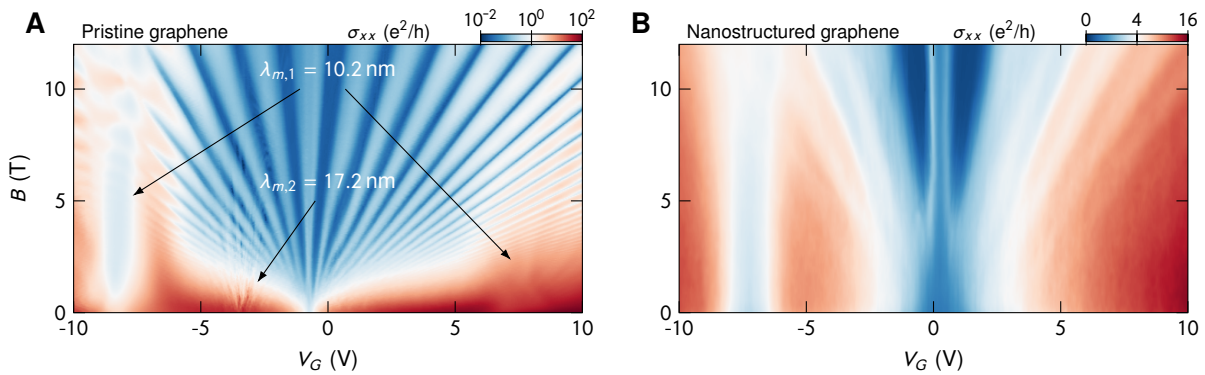 A
Pristine graphene
σxx (e²/h)
10⁻² 10⁰ 10²
λm,1 = 10.2 nm
λm,2 = 17.2 nm
10
5
0
B (T)
-10 -5 0 5 10
VG (V)
B
Nanostructured graphene
σxx (e²/h)
0 4 16
10
5
0
-10 -5 0 5 10
VG (V)